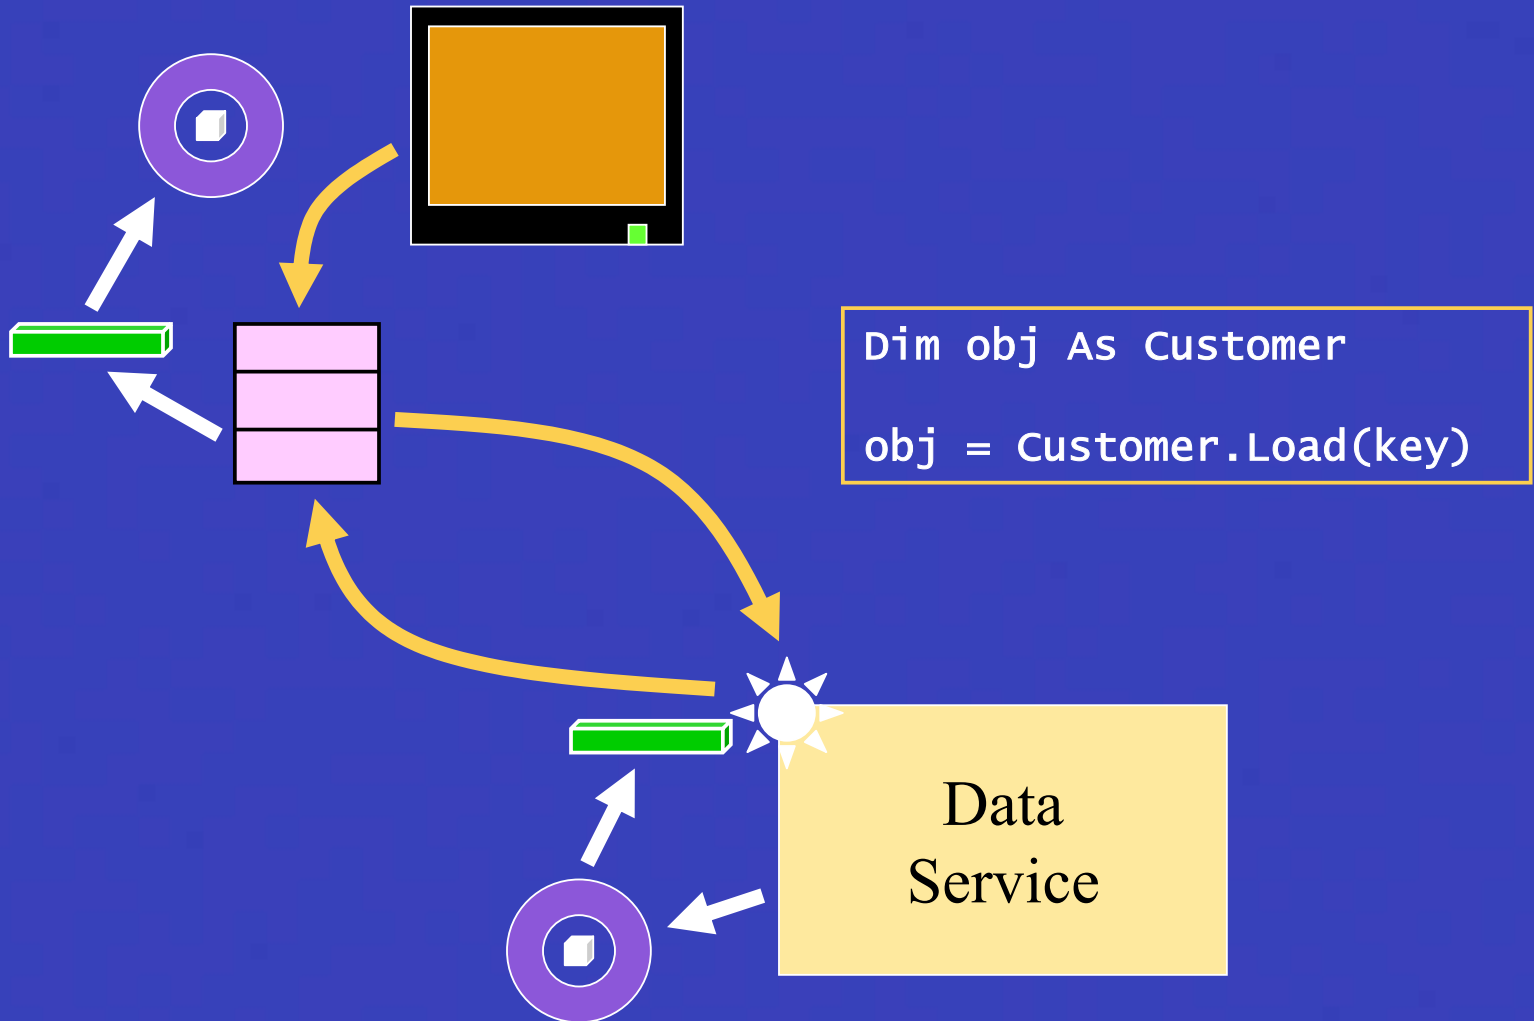 Dim obj As Customer
obj = Customer.Load(key)
Data
Service